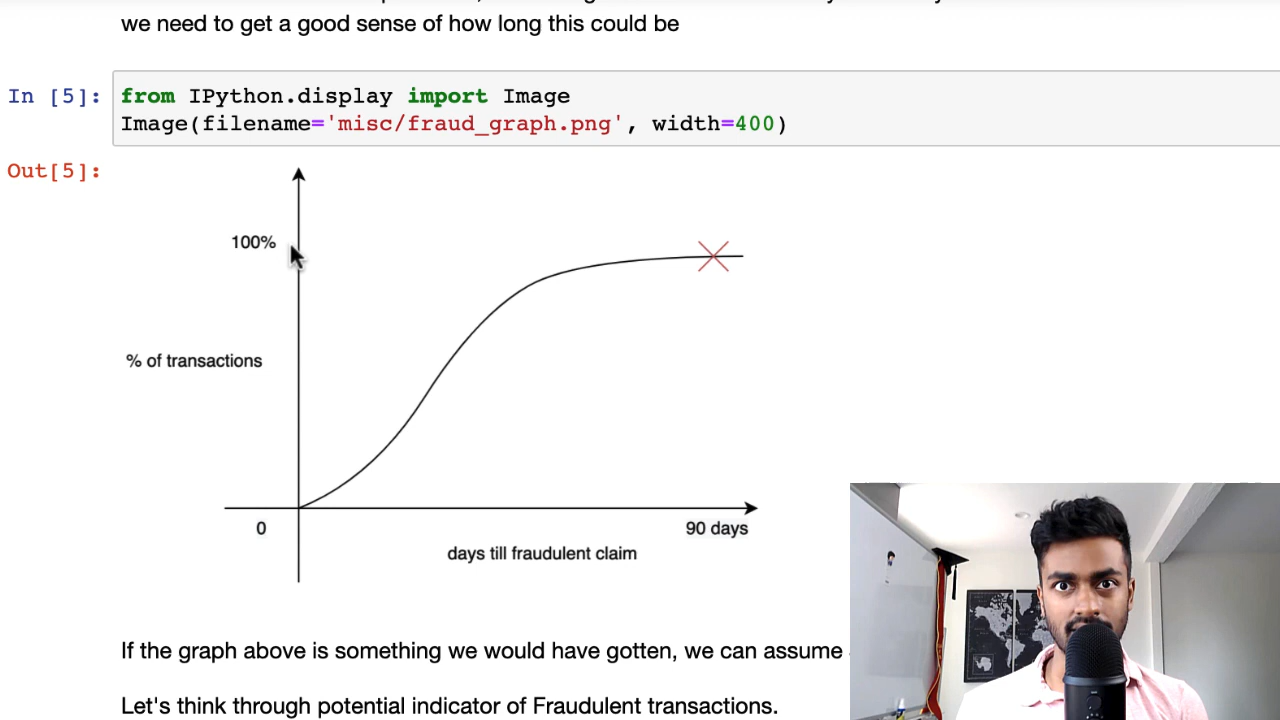 we need to get a good sense of how long this could be
In [5]:
from IPython.display import Image
Image(filename='misc/fraud_graph.png', width=400)
Out[5]:
100%
% of transactions
0
90 days
days till fraudulent claim
If the graph above is something we would have gotten, we can assume
Let's think through potential indicator of Fraudulent transactions.